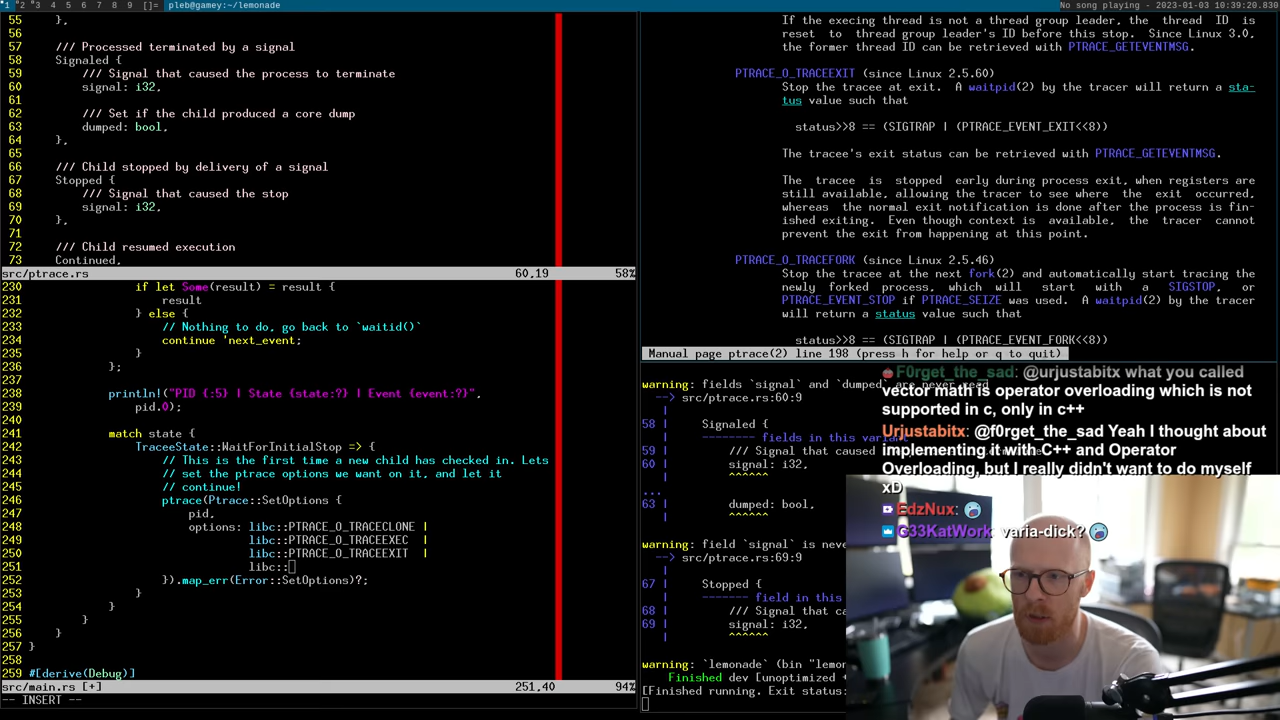 1 2 3 4 5 6 7 8 9 []= pleb@gamey:~/lemonade
No song playing - 2023-01-03 10:39:20.830
55 },
56
57 /// Processed terminated by a signal
58 Signaled {
59 /// Signal that caused the process to terminate
60 signal: i32,
61
62 /// Set if the child produced a core dump
63 dumped: bool,
64 },
65
66 /// Child stopped by delivery of a signal
67 Stopped {
68 /// Signal that caused the stop
69 signal: i32,
70 },
71
72 /// Child resumed execution
73 Continued,
src/ptrace.rs 60,19 58%
230 if let Some(result) = result {
231 result
232 } else {
233 // Nothing to do, go back to `waitid()`
234 continue 'next_event;
235 }
236 };
237
238 println!("PID {:5} | State {state:?} | Event {event:?}",
239 pid.0);
240
241 match state {
242 TraceeState::WaitForInitialStop => {
243 // This is the first time a new child has checked in. Lets
244 // set the ptrace options we want on it, and let it
245 // continue!
246 ptrace(Ptrace::SetOptions {
247 pid,
248 options: libc::PTRACE_O_TRACECLONE |
249 libc::PTRACE_O_TRACEEXEC |
250 libc::PTRACE_O_TRACEEXIT |
251 libc::
252 }).map_err(Error::SetOptions)?;
253 }
254 }
255 }
256 }
257 }
258
259 #[derive(Debug)]
src/main.rs [+] 251,40 94%
-- INSERT --
If the execing thread is not a thread group leader, the thread ID is
reset to thread group leader's ID before this stop. Since Linux 3.0,
the former thread ID can be retrieved with PTRACE_GETEVENTMSG.
PTRACE_O_TRACEEXIT (since Linux 2.5.60)
Stop the tracee at exit. A waitpid(2) by the tracer will return a sta-
tus value such that
status>>8 == (SIGTRAP | (PTRACE_EVENT_EXIT<<8))
The tracee's exit status can be retrieved with PTRACE_GETEVENTMSG.
The tracee is stopped early during process exit, when registers are
still available, allowing the tracer to see where the exit occurred,
whereas the normal exit notification is done after the process is fin-
ished exiting. Even though context is available, the tracer cannot
prevent the exit from happening at this point.
PTRACE_O_TRACEFORK (since Linux 2.5.46)
Stop the tracee at the next fork(2) and automatically start tracing the
newly forked process, which will start with a SIGSTOP, or
PTRACE_EVENT_STOP if PTRACE_SEIZE was used. A waitpid(2) by the tracer
will return a status value such that
status>>8 == (SIGTRAP | (PTRACE_EVENT_FORK<<8))
Manual page ptrace(2) line 198 (press h for help or q to quit)
warning: fields `signal` and `dumped` are never read
--> src/ptrace.rs:60:9
|
58 | Signaled {
| -------- fields in this varian
59 | /// Signal that caused
60 | signal: i32,
| ^^^^^^
...
63 | dumped: bool,
| ^^^^^^
warning: field `signal` is neve
--> src/ptrace.rs:69:9
|
67 | Stopped {
| ------- field in this
68 | /// Signal that ca
69 | signal: i32,
| ^^^^^^
warning: `lemonade` (bin "lemon
Finished dev [unoptimized +
[Finished running. Exit status:
F0rget_the_sad: @urjustabitx what you called
vector math is operator overloading which is not
supported in c, only in c++
Urjustabitx: @f0rget_the_sad Yeah I thought about
implementing it with C++ and Operator
Overloading, but I really didn't want to do myself
xD
EdzNux:
G33KatWork: varia-dick?